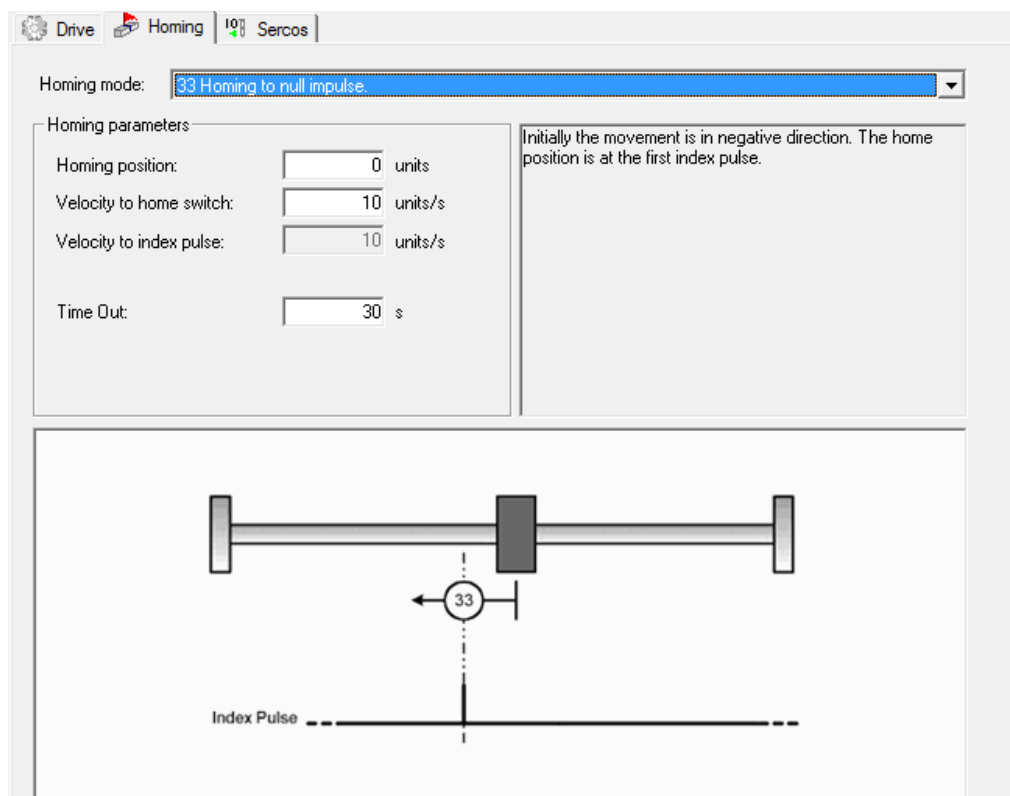 Drive Homing Sercos
Homing mode: 33 Homing to null impulse.
Homing parameters
Homing position: 0 units
Velocity to home switch: 10 units/s
Velocity to index pulse: 10 units/s
Time Out: 30 s
Initially the movement is in negative direction. The home
position is at the first index pulse.
33
Index Pulse